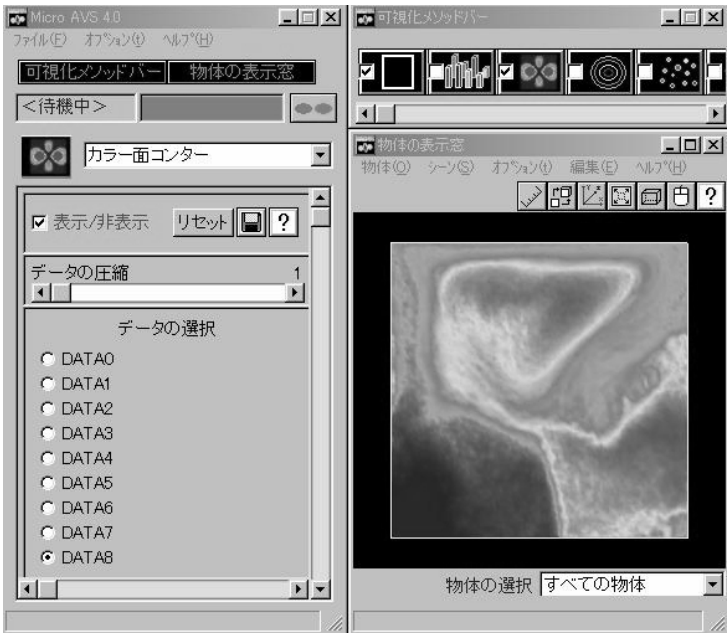 Micro AVS 4.0
ファイル(F) オプション(t) ヘルプ(H)
可視化メソッドバー 物体の表示窓
<待機中>
カラー面コンター
表示/非表示 リセット ?
データの圧縮 1
データの選択
DATA0
DATA1
DATA2
DATA3
DATA4
DATA5
DATA6
DATA7
DATA8
可視化メソッドバー
物体の表示窓
物体(O) シーン(S) オプション(t) 編集(E) ヘルプ(H)
?
物体の選択 すべての物体